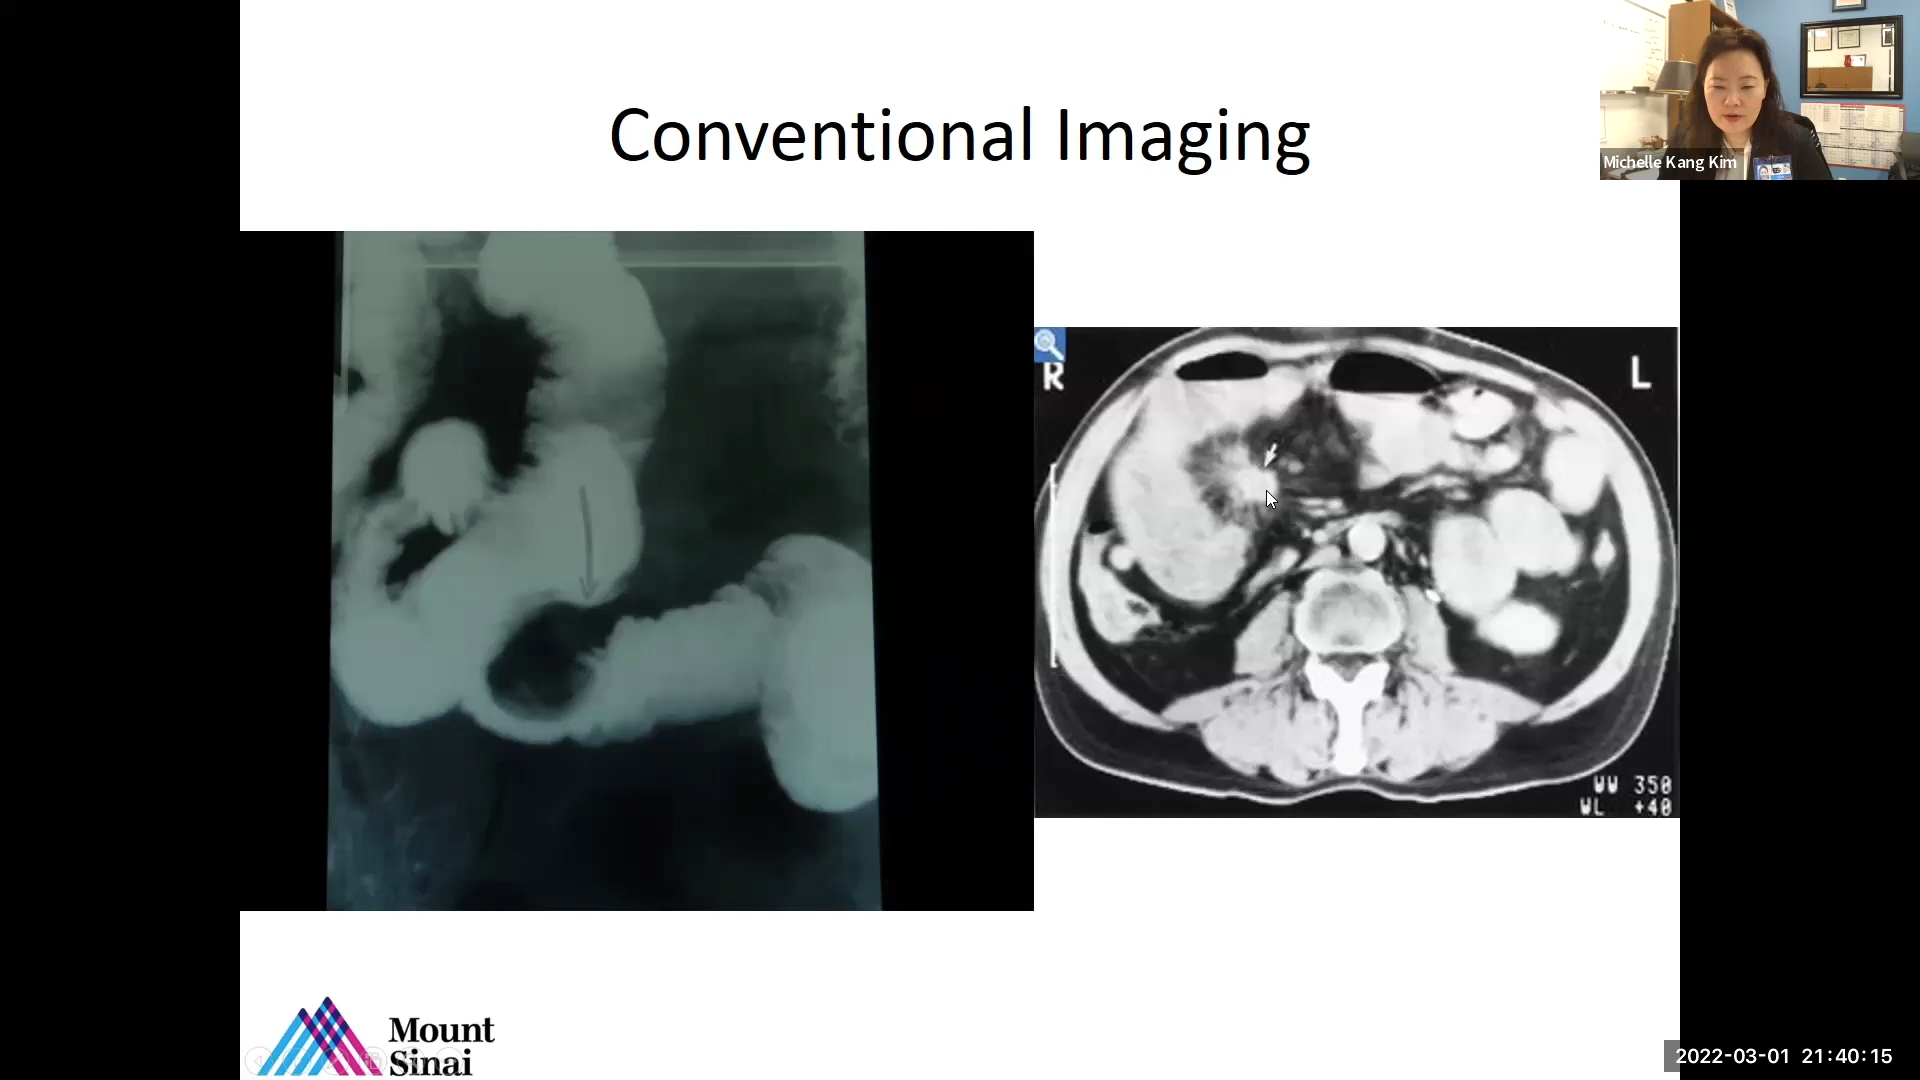 Conventional Imaging
Michelle Kang Kim
R
L
WW 350
WL +40
Mount
Sinai
2022-03-01 21:40:15